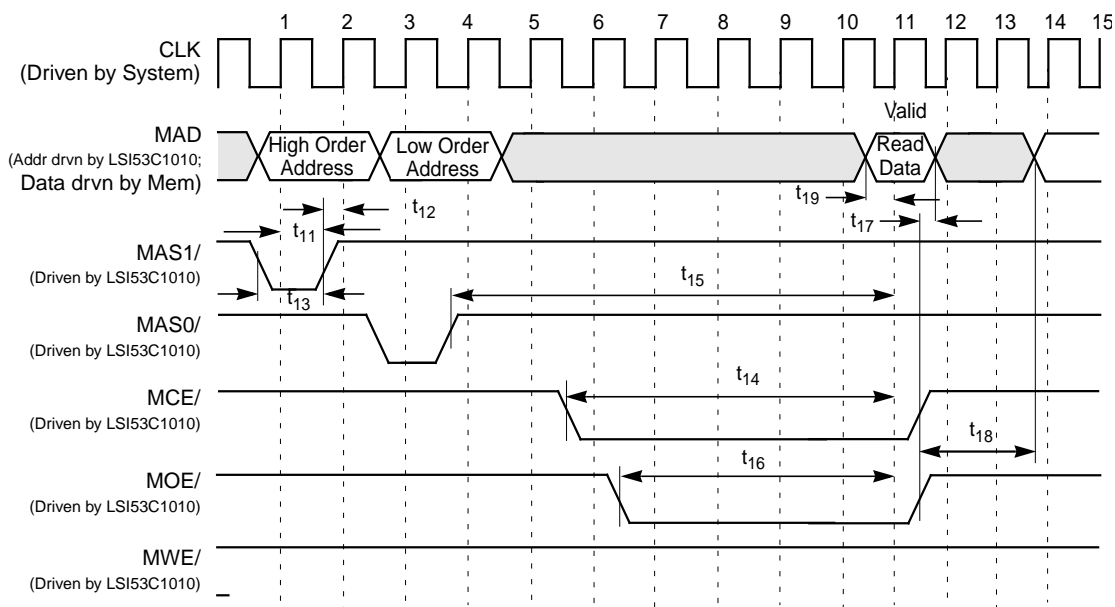 1 2 3 4 5 6 7 8 9 10 11 12 13 14 15
CLK
(Driven by System)
Valid
MAD
(Addr drvn by LSI53C1010;
Data drvn by Mem)
High Order
Address
Low Order
Address
Read
Data
t19
t12
t17
t11
MAS1/
(Driven by LSI53C1010)
t15
t13
MAS0/
(Driven by LSI53C1010)
t14
MCE/
(Driven by LSI53C1010)
t18
t16
MOE/
(Driven by LSI53C1010)
MWE/
(Driven by LSI53C1010)